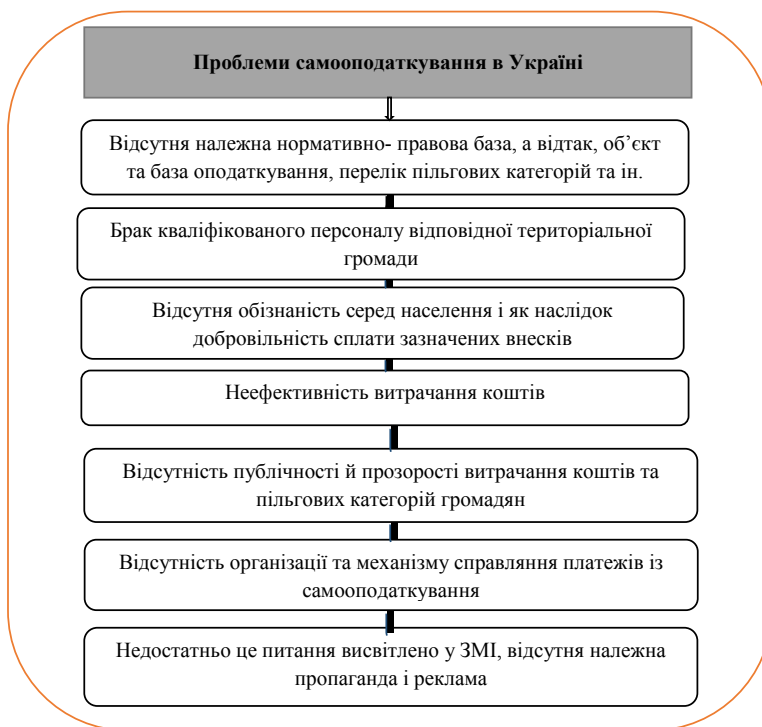 Проблеми самооподаткування в Україні
Відсутня належна нормативно- правова база, а відтак, об’єкт
та база оподаткування, перелік пільгових категорій та ін.
Брак кваліфікованого персоналу відповідної територіальної
громади
Відсутня обізнаність серед населення і як наслідок
добровільність сплати зазначених внесків
Неефективність витрачання коштів
Відсутність публічності й прозорості витрачання коштів та
пільгових категорій громадян
Відсутність організації та механізму справляння платежів із
самооподаткування
Недостатньо це питання висвітлено у ЗМІ, відсутня належна
пропаганда і реклама